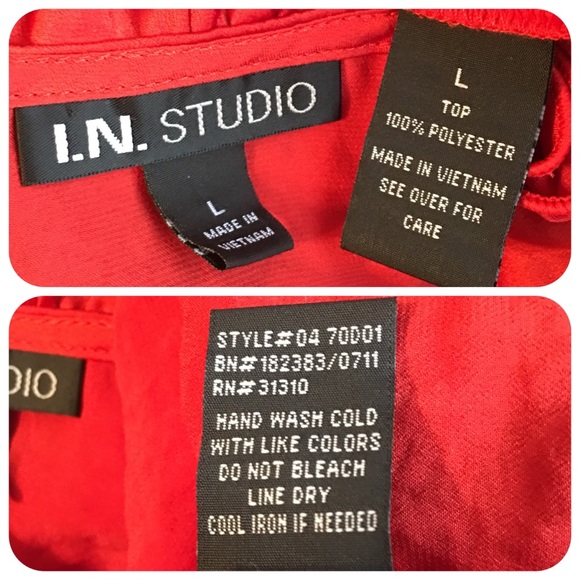 I.N. STUDIO
L
MADE IN
VIETNAM
L
TOP
100% POLYESTER
MADE IN VIETNAM
SEE OVER FOR
CARE
DIO
STYLE# 04 70D01
BN# 182383/0711
RN# 31310
HAND WASH COLD
WITH LIKE COLORS
DO NOT BLEACH
LINE DRY
COOL IRON IF NEEDED